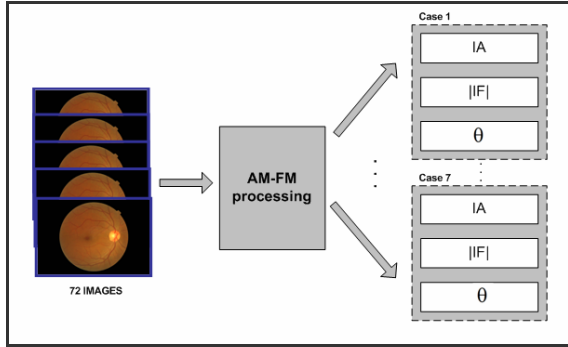 Case 1
IA
|IF|
θ
AM-FM
processing
Case 7
IA
|IF|
θ
72 IMAGES